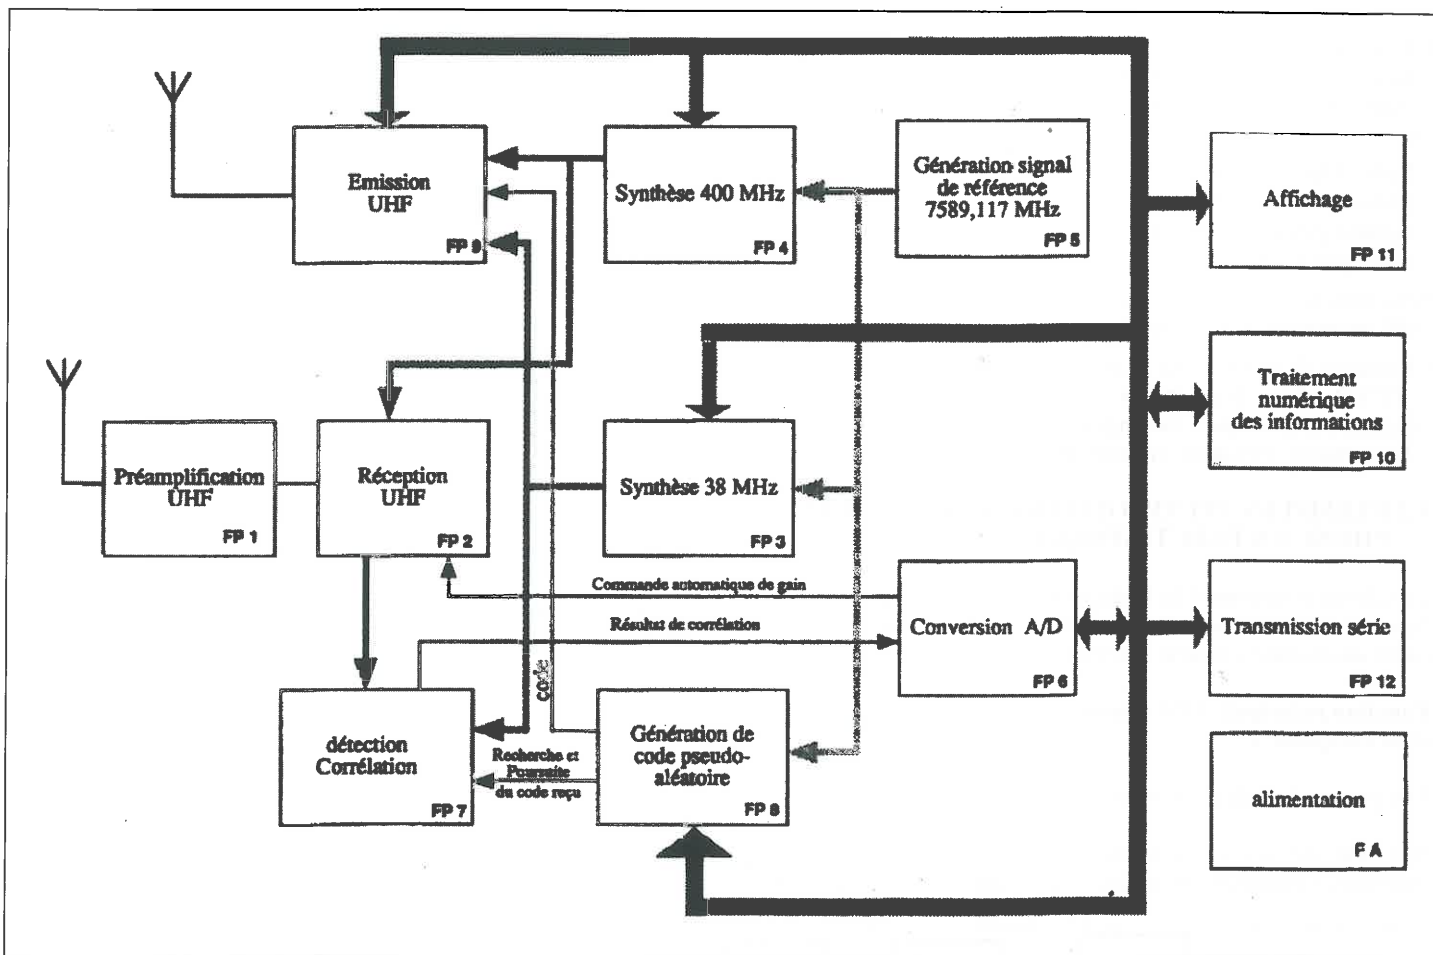 Emission
UHF
FP 9
Synthèse 400 MHz
FP 4
Génération signal
de référence
7589,117 MHz
FP 5
Affichage
FP 11
Préamplification
UHF
FP 1
Réception
UHF
FP 2
Synthèse 38 MHz
FP 3
Traitement
numérique
des informations
FP 10
Commande automatique de gain
Résultat de corrélation
Conversion A/D
FP 6
Transmission série
FP 12
code
détection
Corrélation
FP 7
Recherche et
Poursuite
du code reçu
Génération de
code pseudo-
aléatoire
FP 8
alimentation
F A